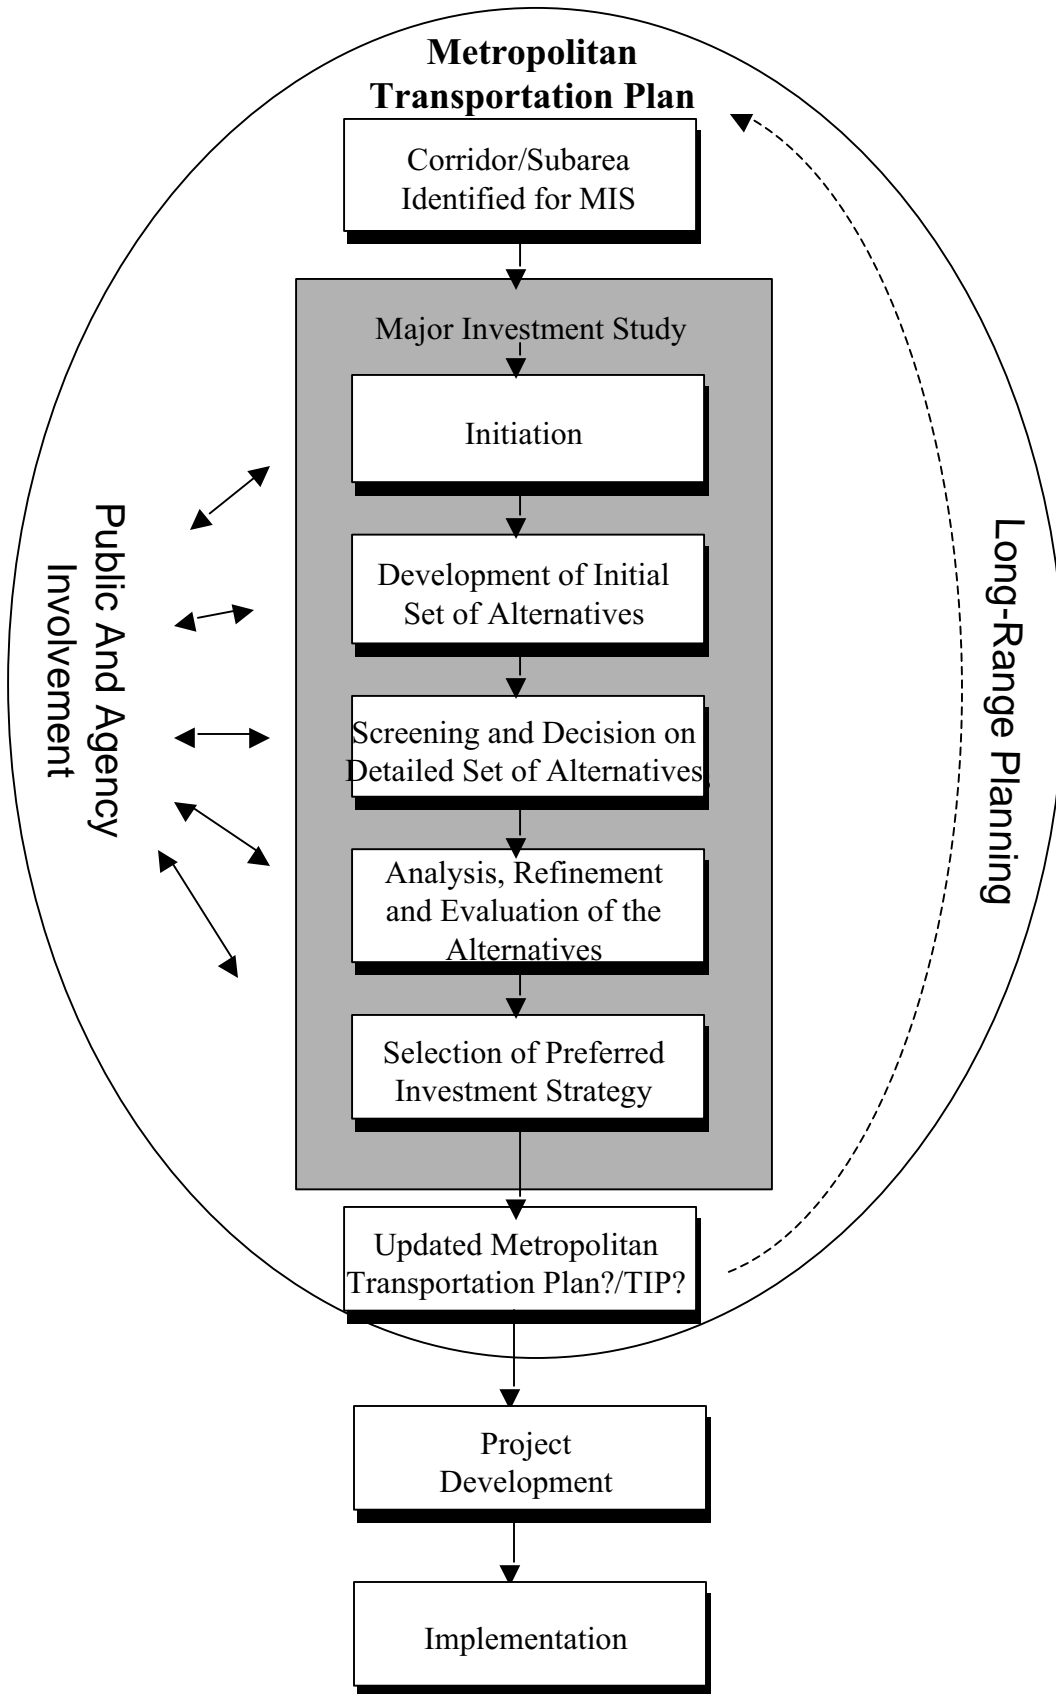 Metropolitan
Transportation Plan
Corridor/Subarea
Identified for MIS
Major Investment Study
Initiation
Development of Initial
Set of Alternatives
Screening and Decision on
Detailed Set of Alternatives,
Analysis, Refinement
and Evaluation of the
Alternatives
Selection of Preferred
Investment Strategy
Updated Metropolitan
Transportation Plan?/TIP?
Project
Development
Implementation
Public And Agency
Involvement
Long-Range Planning